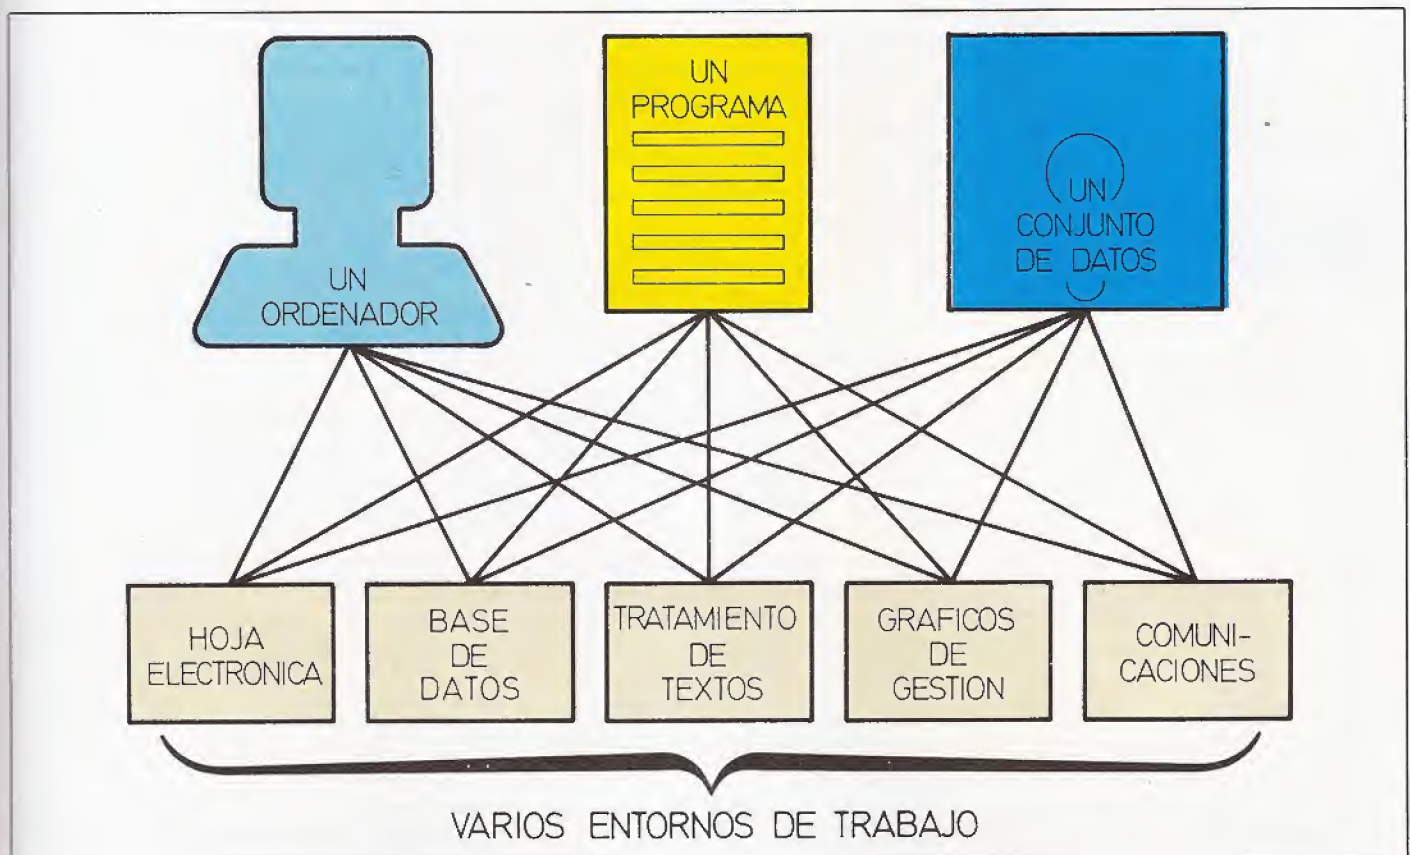 UN
ORDENADOR
UN
PROGRAMA
UN
CONJUNTO
DE DATOS
HOJA
ELECTRONICA
BASE
DE
DATOS
TRATAMIENTO
DE
TEXTOS
GRAFICOS
DE
GESTION
COMUNI-
CACIONES
VARIOS ENTORNOS DE TRABAJO